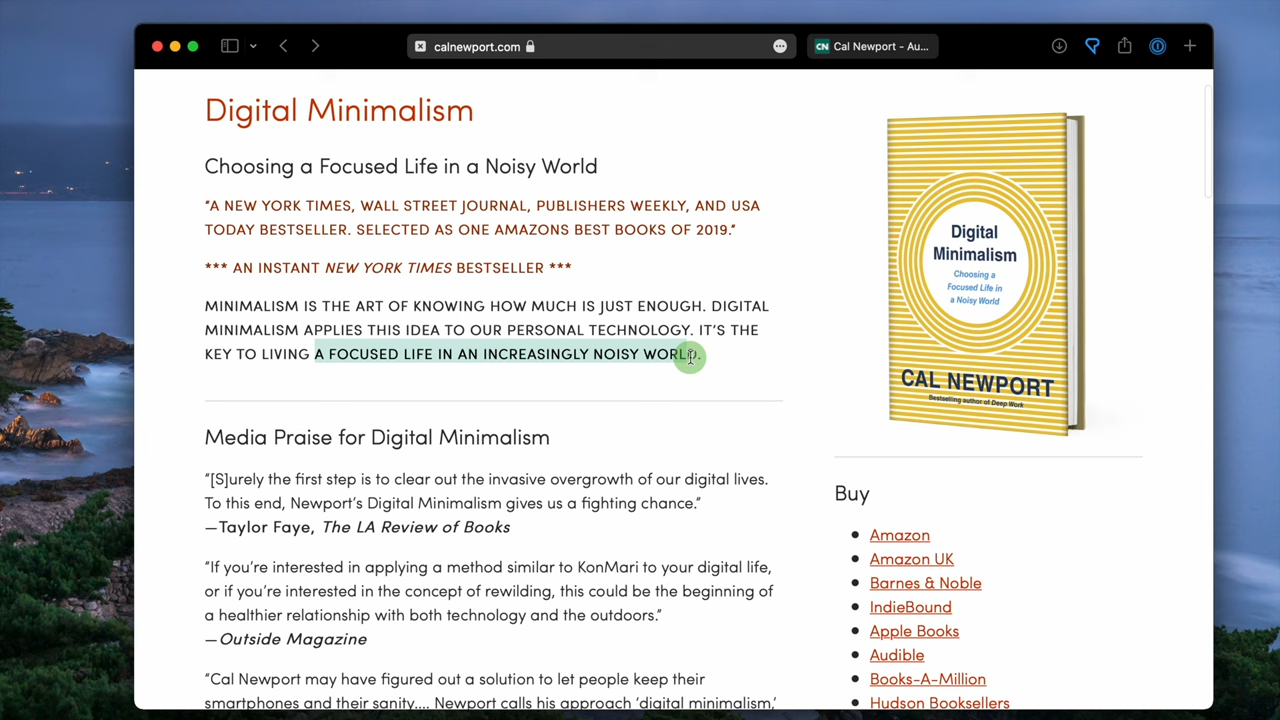 calnewport.com
CN Cal Newport - Au...
Digital Minimalism
Choosing a Focused Life in a Noisy World
“A NEW YORK TIMES, WALL STREET JOURNAL, PUBLISHERS WEEKLY, AND USA
TODAY BESTSELLER. SELECTED AS ONE AMAZONS BEST BOOKS OF 2019.”
*** AN INSTANT NEW YORK TIMES BESTSELLER ***
MINIMALISM IS THE ART OF KNOWING HOW MUCH IS JUST ENOUGH. DIGITAL
MINIMALISM APPLIES THIS IDEA TO OUR PERSONAL TECHNOLOGY. IT’S THE
KEY TO LIVING A FOCUSED LIFE IN AN INCREASINGLY NOISY WORLD.
Media Praise for Digital Minimalism
“[S]urely the first step is to clear out the invasive overgrowth of our digital lives.
To this end, Newport’s Digital Minimalism gives us a fighting chance.”
—Taylor Faye, The LA Review of Books
“If you’re interested in applying a method similar to KonMari to your digital life,
or if you’re interested in the concept of rewilding, this could be the beginning of
a healthier relationship with both technology and the outdoors.”
—Outside Magazine
“Cal Newport may have figured out a solution to let people keep their
smartphones and their sanity.... Newport calls his approach ‘digital minimalism,’
Digital
Minimalism
Choosing a
Focused Life in
a Noisy World
CAL NEWPORT
Bestselling author of Deep Work
Buy
Amazon
Amazon UK
Barnes & Noble
IndieBound
Apple Books
Audible
Books-A-Million
Hudson Booksellers